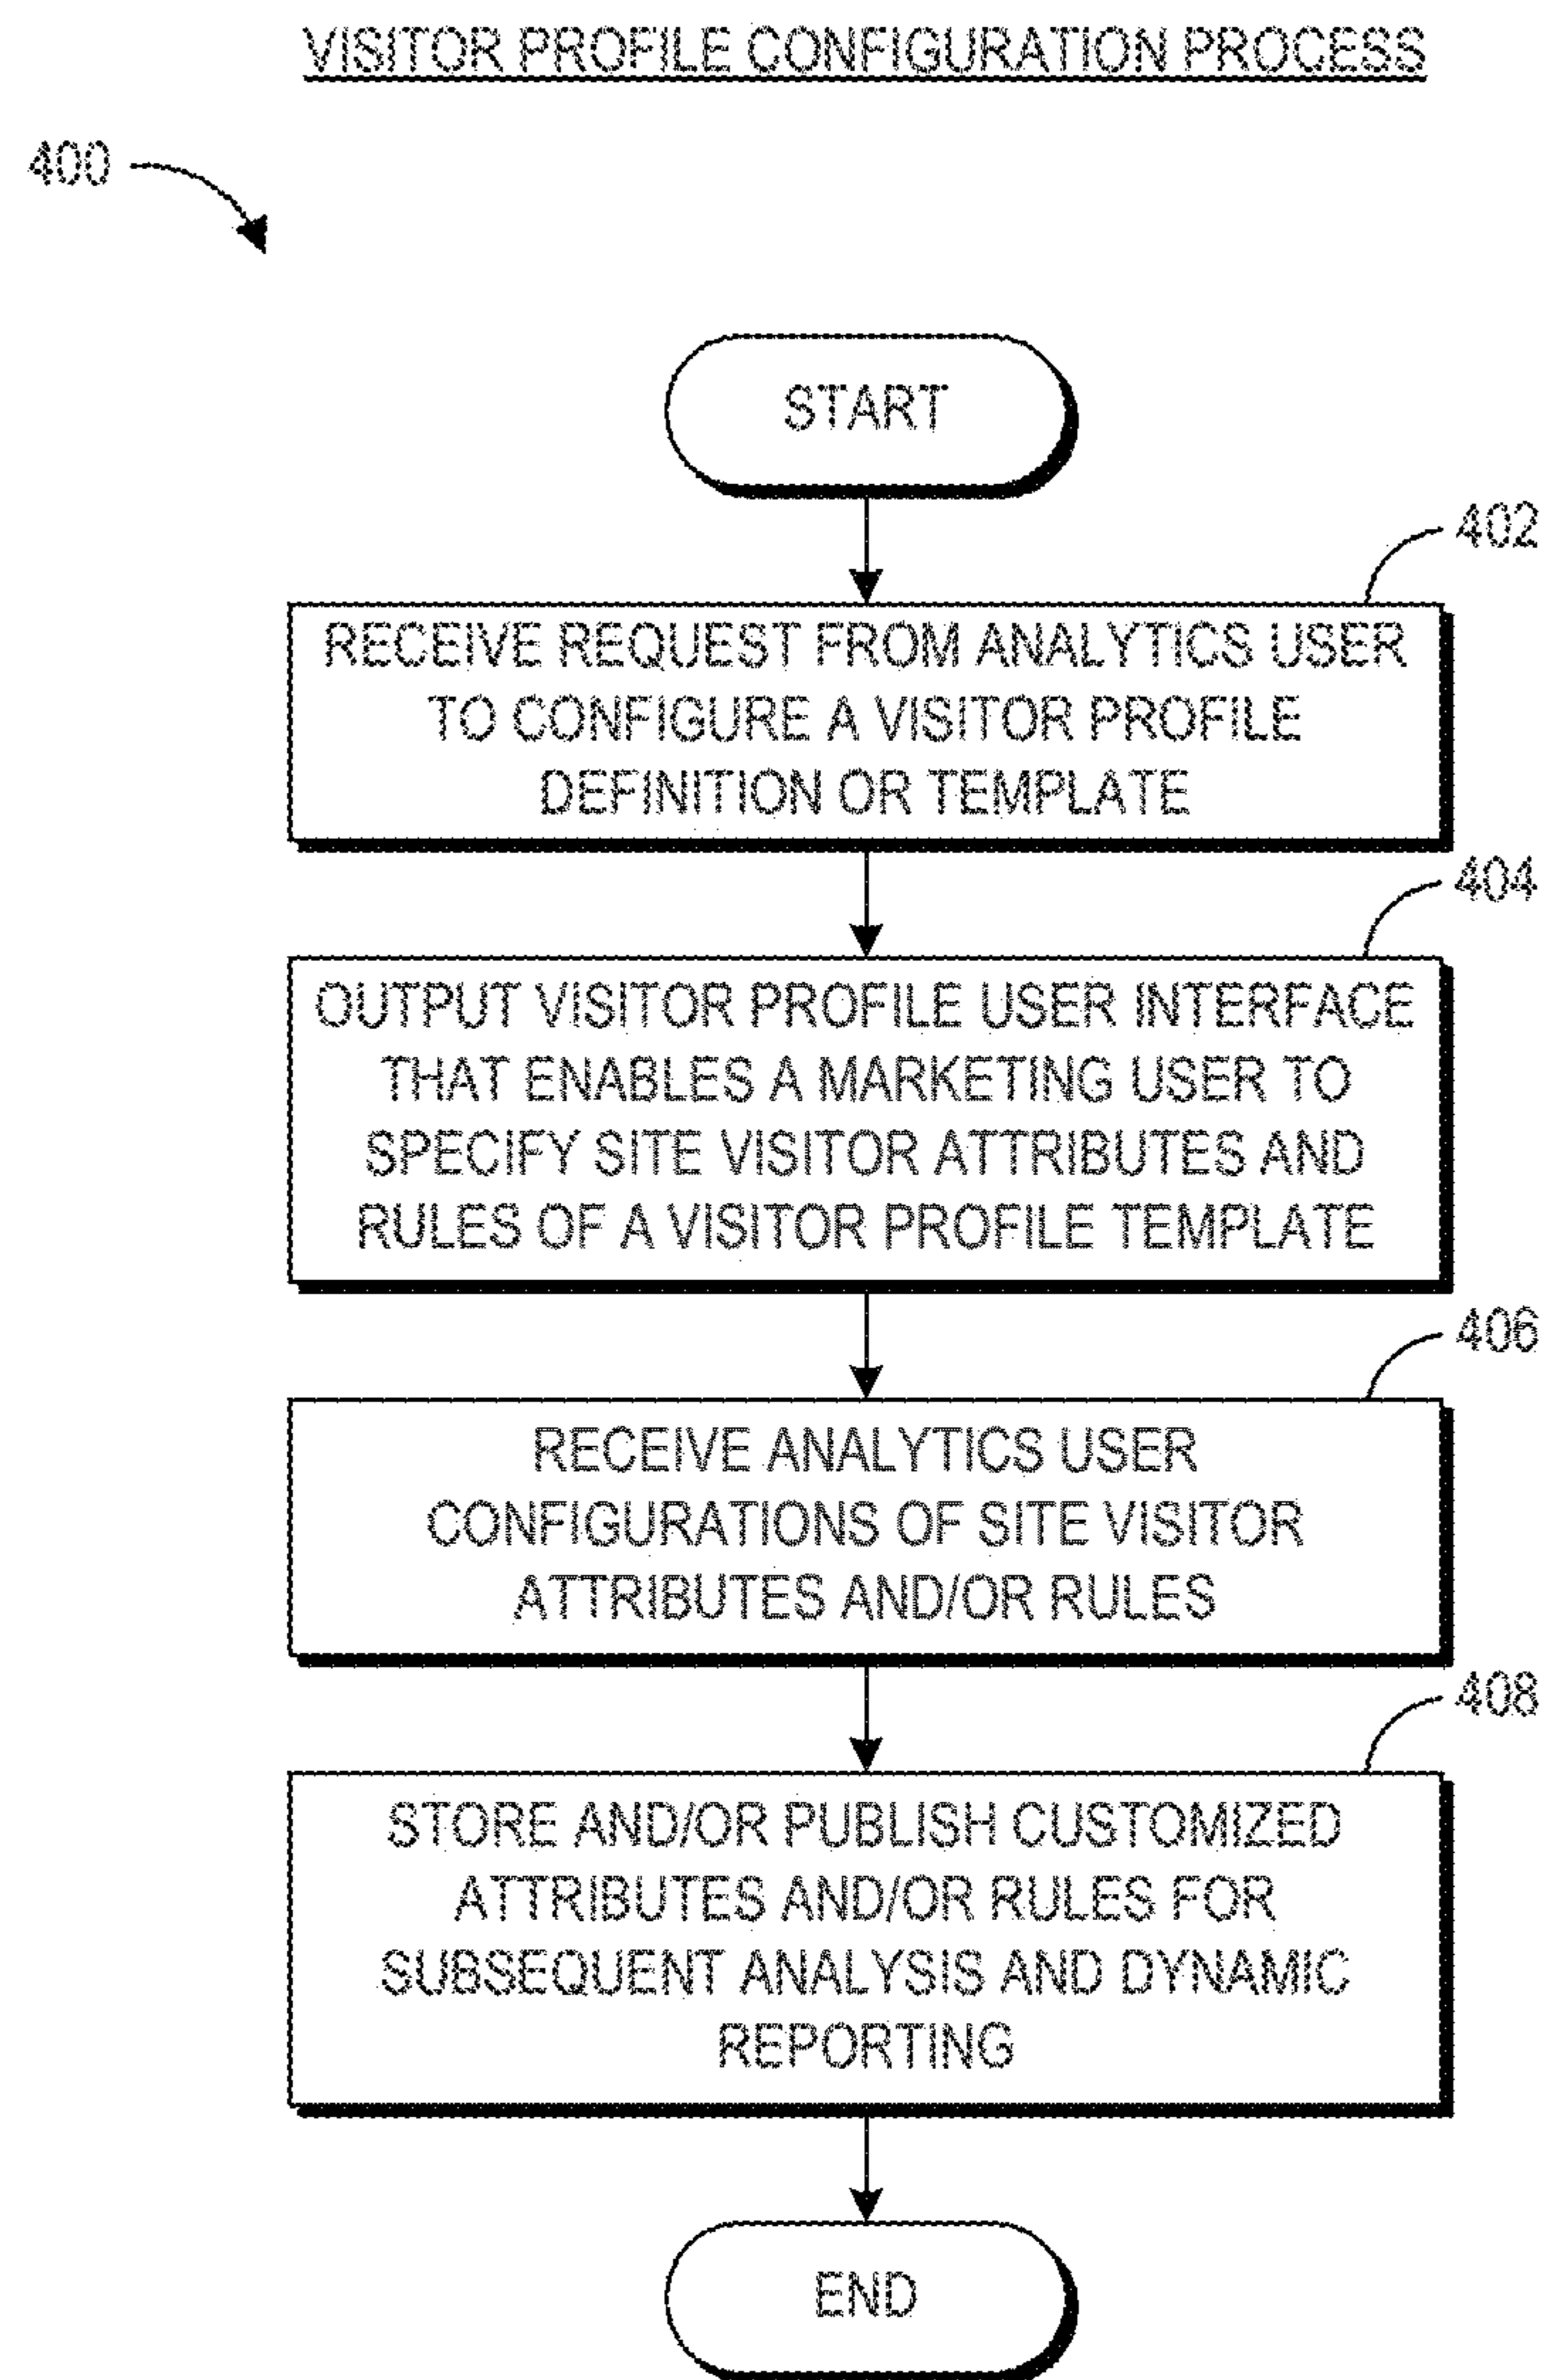 VISITOR PROFILE CONFIGURATION PROCESS
400
START
402
RECEIVE REQUEST FROM ANALYTICS USER
TO CONFIGURE A VISITOR PROFILE
DEFINITION OR TEMPLATE
404
OUTPUT VISITOR PROFILE USER INTERFACE
THAT ENABLES A MARKETING USER TO
SPECIFY SITE VISITOR ATTRIBUTES AND
RULES OF A VISITOR PROFILE TEMPLATE
406
RECEIVE ANALYTICS USER
CONFIGURATIONS OF SITE VISITOR
ATTRIBUTES AND/OR RULES
408
STORE AND/OR PUBLISH CUSTOMIZED
ATTRIBUTES AND/OR RULES FOR
SUBSEQUENT ANALYSIS AND DYNAMIC
REPORTING
END